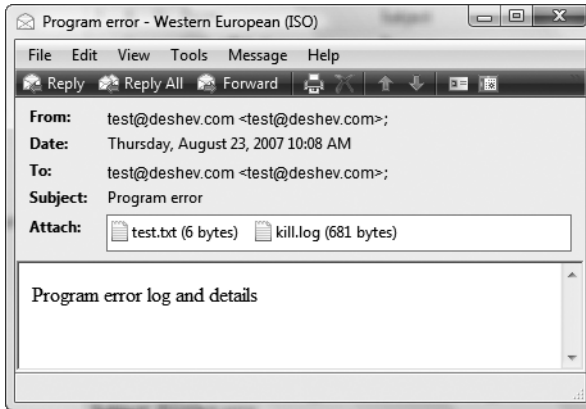 Program error - Western European (ISO)
File Edit View Tools Message Help
Reply Reply All Forward
From: test@deshev.com <test@deshev.com>;
Date: Thursday, August 23, 2007 10:08 AM
To: test@deshev.com <test@deshev.com>;
Subject: Program error
Attach: test.txt (6 bytes) kill.log (681 bytes)
Program error log and details